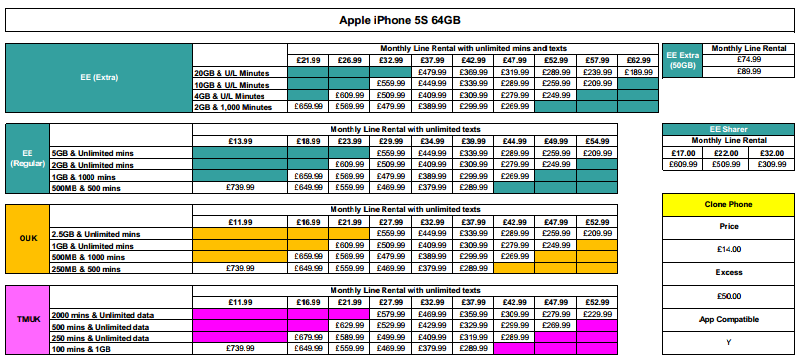 Apple iPhone 5S 64GB
EE (Extra)
Monthly Line Rental with unlimited mins and texts
£21.99 £26.99 £32.99 £37.99 £42.99 £47.99 £52.99 £57.99 £62.99
20GB & U/L Minutes £479.99 £369.99 £319.99 £289.99 £239.99 £189.99
10GB & U/L Minutes £559.99 £449.99 £339.99 £289.99 £259.99 £209.99
4GB & U/L Minutes £609.99 £509.99 £409.99 £309.99 £279.99 £249.99
2GB & 1,000 Minutes £659.99 £569.99 £479.99 £389.99 £299.99 £269.99
EE Extra (50GB)
Monthly Line Rental
£74.99
£89.99
EE (Regular)
Monthly Line Rental with unlimited texts
£13.99 £18.99 £23.99 £29.99 £34.99 £39.99 £44.99 £49.99 £54.99
5GB & Unlimited mins £559.99 £449.99 £339.99 £289.99 £259.99 £209.99
2GB & Unlimited mins £609.99 £509.99 £409.99 £309.99 £279.99 £249.99
1GB & 1000 mins £659.99 £569.99 £479.99 £389.99 £299.99 £269.99
500MB & 500 mins £739.99 £649.99 £559.99 £469.99 £379.99 £289.99
EE Sharer
Monthly Line Rental
£17.00 £22.00 £32.00
£609.99 £509.99 £309.99
OUK
Monthly Line Rental with unlimited texts
£11.99 £16.99 £21.99 £27.99 £32.99 £37.99 £42.99 £47.99 £52.99
2.5GB & Unlimited mins £559.99 £449.99 £339.99 £289.99 £259.99 £209.99
1GB & Unlimited mins £609.99 £509.99 £409.99 £309.99 £279.99 £249.99
500MB & 1000 mins £659.99 £569.99 £479.99 £389.99 £299.99 £269.99
250MB & 500 mins £739.99 £649.99 £559.99 £469.99 £379.99 £289.99
TMUK
Monthly Line Rental with unlimited texts
£11.99 £16.99 £21.99 £27.99 £32.99 £37.99 £42.99 £47.99 £52.99
2000 mins & Unlimited data £579.99 £469.99 £359.99 £309.99 £279.99 £229.99
500 mins & Unlimited data £629.99 £529.99 £429.99 £329.99 £299.99 £269.99
250 mins & Unlimited data £679.99 £589.99 £499.99 £409.99 £319.99 £289.99
100 mins & 1GB £739.99 £649.99 £559.99 £469.99 £379.99 £289.99
Clone Phone
Price
£14.00
Excess
£50.00
App Compatible
Y